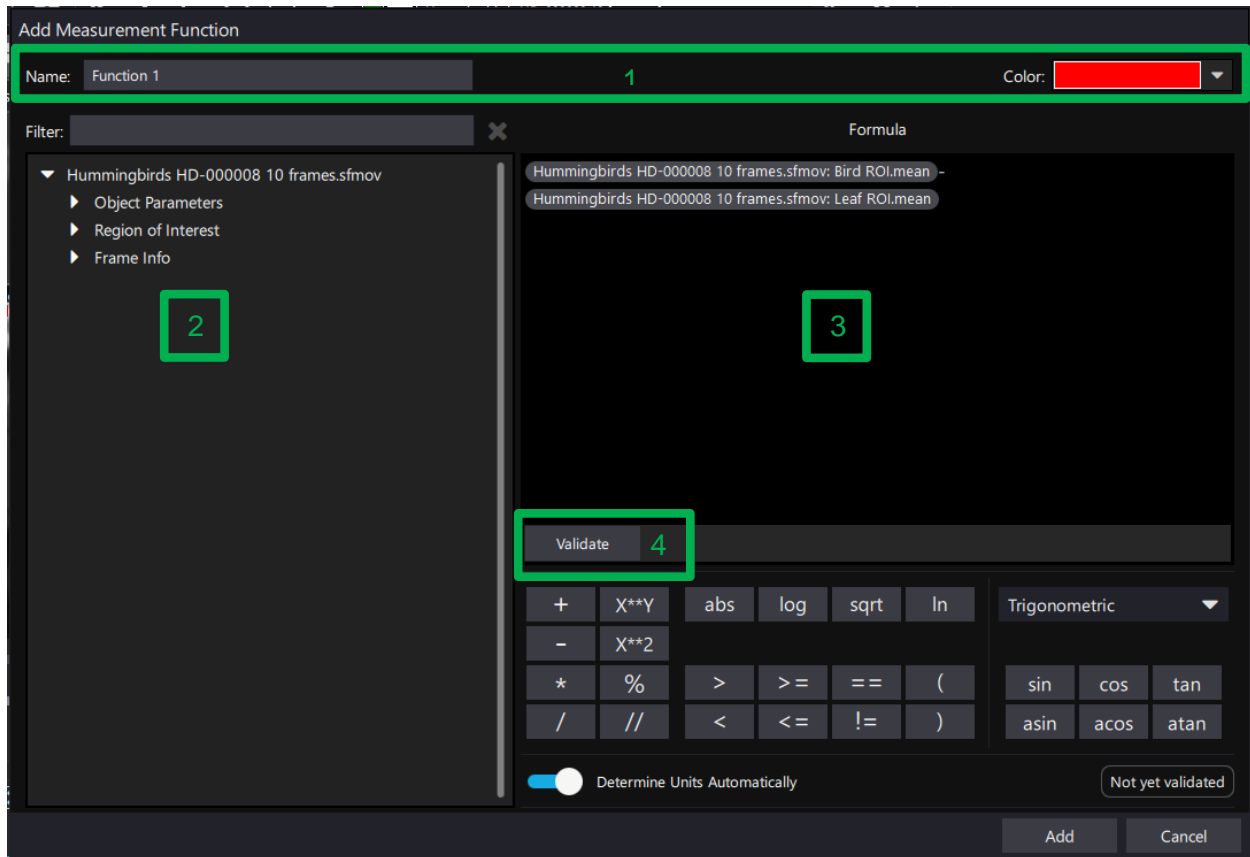 Add Measurement Function
Name: Function 1 1 Color:
Filter: Formula
Hummingbirds HD-000008 10 frames.sfmov
Object Parameters
Region of Interest
Frame Info
2
Hummingbirds HD-000008 10 frames.sfmov: Bird ROI.mean -
Hummingbirds HD-000008 10 frames.sfmov: Leaf ROI.mean
3
Validate 4
+ X**Y abs log sqrt ln Trigonometric
- X**2
* % > >= == ( sin cos tan
/ // < <= != ) asin acos atan
Determine Units Automatically Not yet validated
Add Cancel